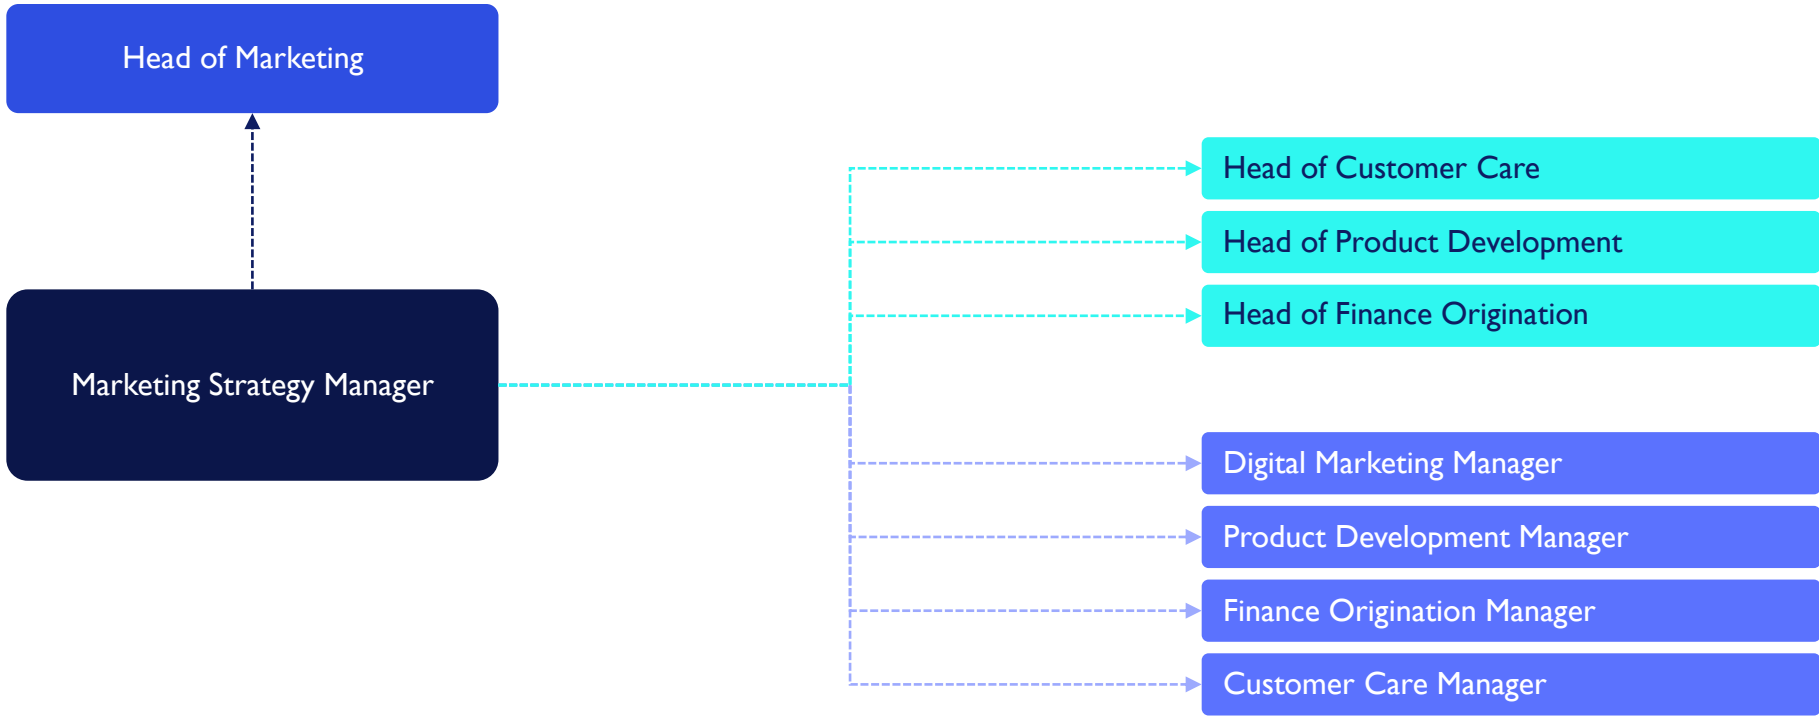 Head of Marketing
Head of Customer Care
Head of Product Development
Head of Finance Origination
Marketing Strategy Manager
Digital Marketing Manager
Product Development Manager
Finance Origination Manager
Customer Care Manager